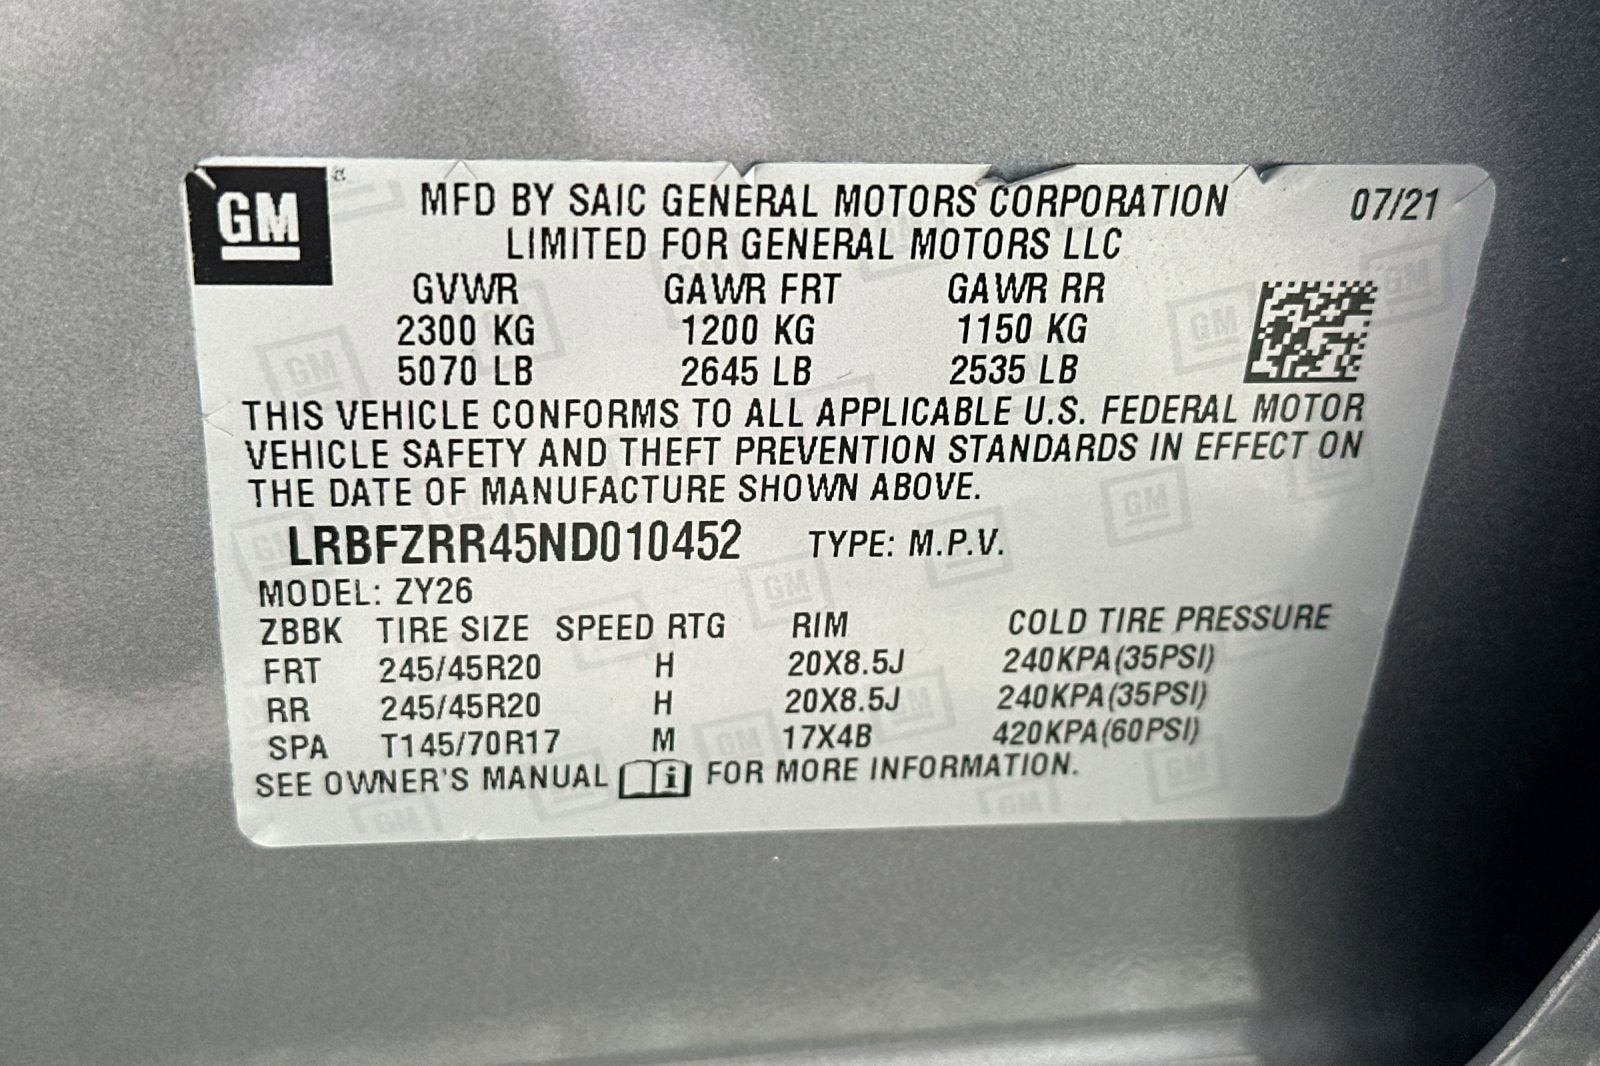 GM
MFD BY SAIC GENERAL MOTORS CORPORATION 07/21
LIMITED FOR GENERAL MOTORS LLC
GVWR GAWR FRT GAWR RR
2300 KG 1200 KG 1150 KG
5070 LB 2645 LB 2535 LB
THIS VEHICLE CONFORMS TO ALL APPLICABLE U.S. FEDERAL MOTOR
VEHICLE SAFETY AND THEFT PREVENTION STANDARDS IN EFFECT ON
THE DATE OF MANUFACTURE SHOWN ABOVE.
LRBFZRR45ND010452 TYPE: M.P.V.
MODEL: ZY26
ZBBK TIRE SIZE SPEED RTG RIM COLD TIRE PRESSURE
FRT 245/45R20 H 20X8.5J 240KPA(35PSI)
RR 245/45R20 H 20X8.5J 240KPA(35PSI)
SPA T145/70R17 M 17X4B 420KPA(60PSI)
SEE OWNER'S MANUAL i FOR MORE INFORMATION.